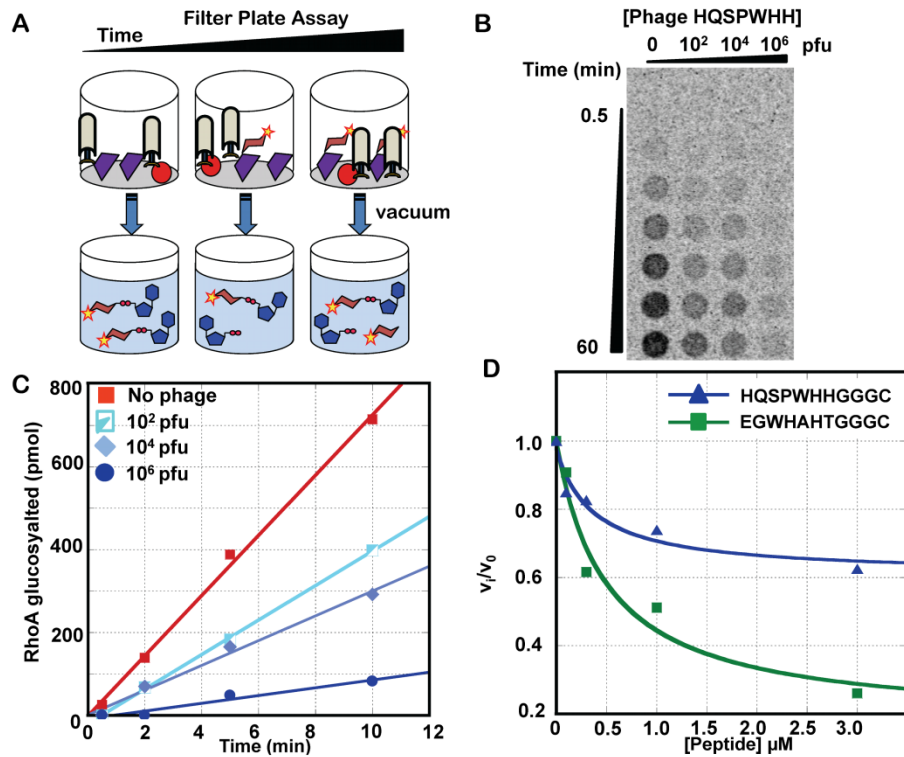 A
Filter Plate Assay
Time
vacuum
B
[Phage HQSPWHH]
0 10² 10⁴ 10⁶ pfu
Time (min)
0.5
60
C
No phage
10² pfu
10⁴ pfu
10⁶ pfu
RhoA glucosyalted (pmol)
800
600
400
200
0
0 2 4 6 8 10 12
Time (min)
D
HQSPWHHGGGC
EGWHAHTGGGC
vᵢ/v₀
1.0
0.8
0.6
0.4
0.2
0.0 0.5 1.0 1.5 2.0 2.5 3.0
[Peptide] µM